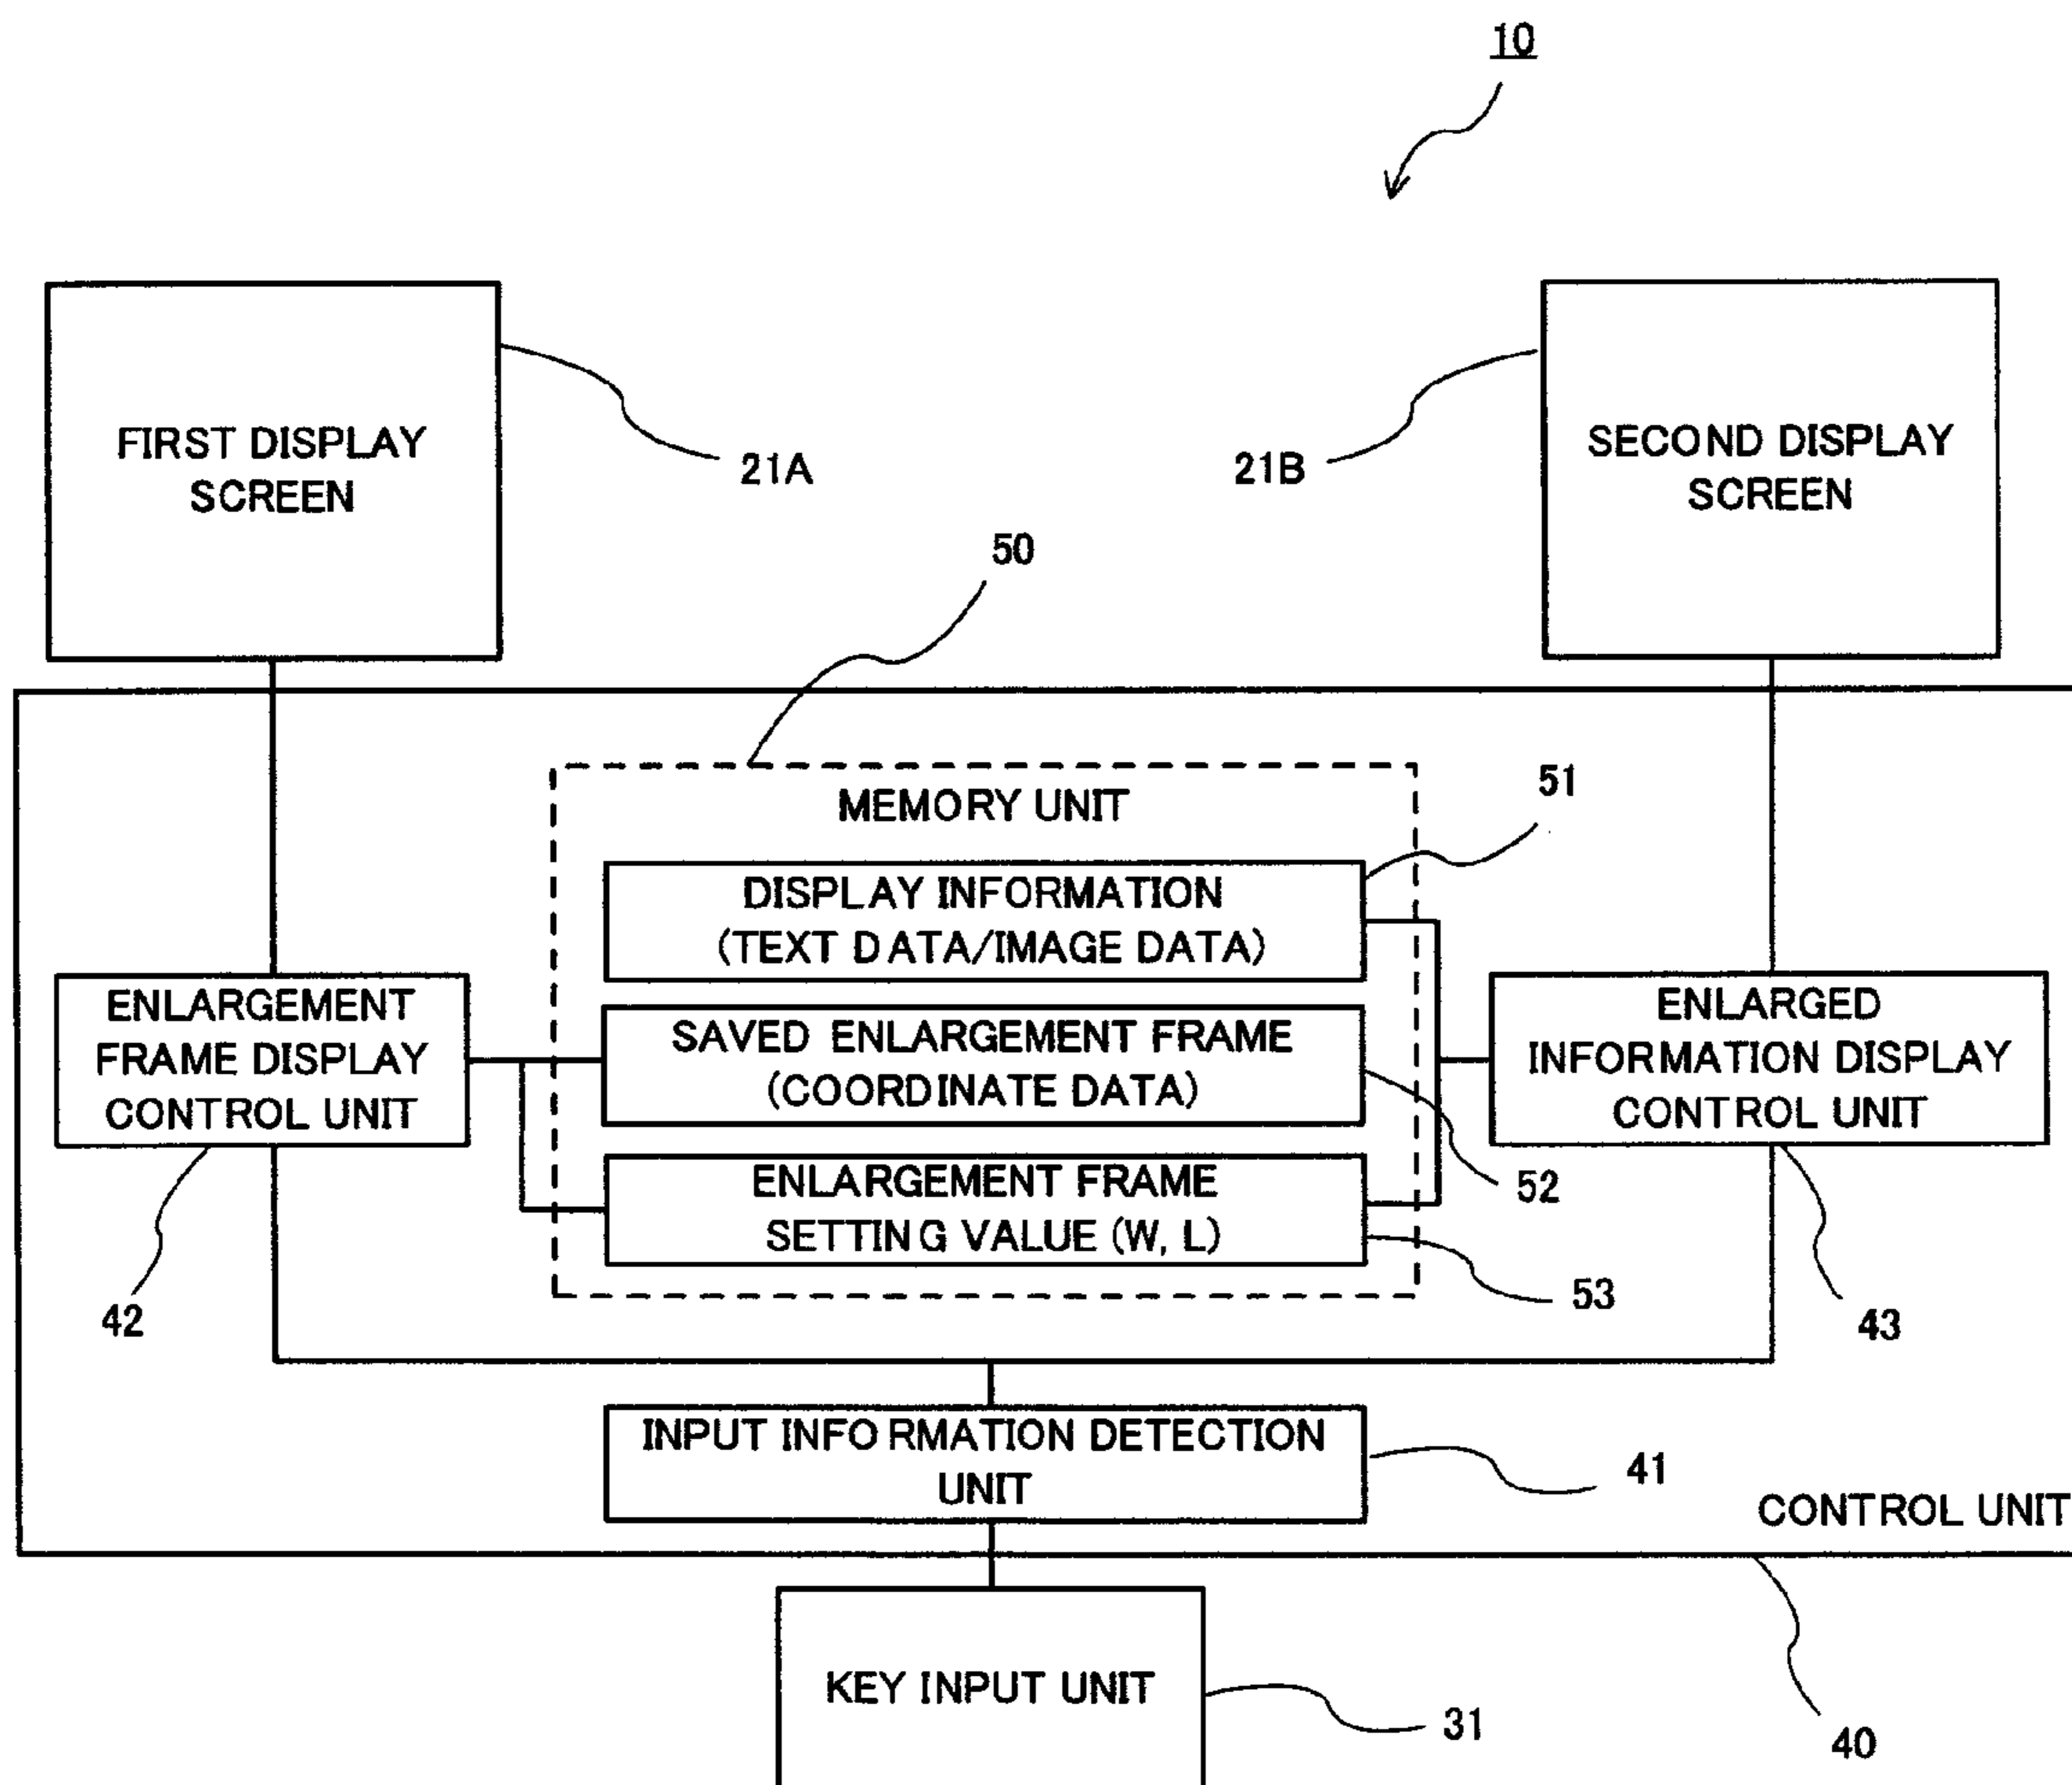 10
FIRST DISPLAY
SCREEN
21A
21B
SECOND DISPLAY
SCREEN
50
MEMORY UNIT
51
DISPLAY INFORMATION
(TEXT DATA/IMAGE DATA)
ENLARGEMENT
FRAME DISPLAY
CONTROL UNIT
SAVED ENLARGEMENT FRAME
(COORDINATE DATA)
ENLARGED
INFORMATION DISPLAY
CONTROL UNIT
ENLARGEMENT FRAME
SETTING VALUE (W, L)
52
53
42
43
INPUT INFORMATION DETECTION
UNIT
41
CONTROL UNIT
KEY INPUT UNIT
31
40